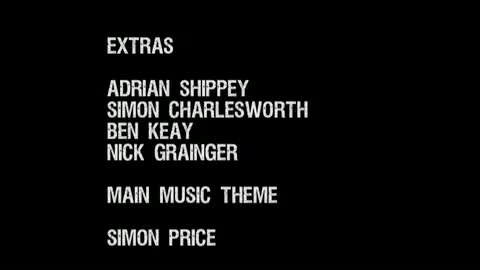 EXTRAS
ADRIAN SHIPPEY
SIMON CHARLESWORTH
BEN KEAY
NICK GRAINGER
MAIN MUSIC THEME
SIMON PRICE